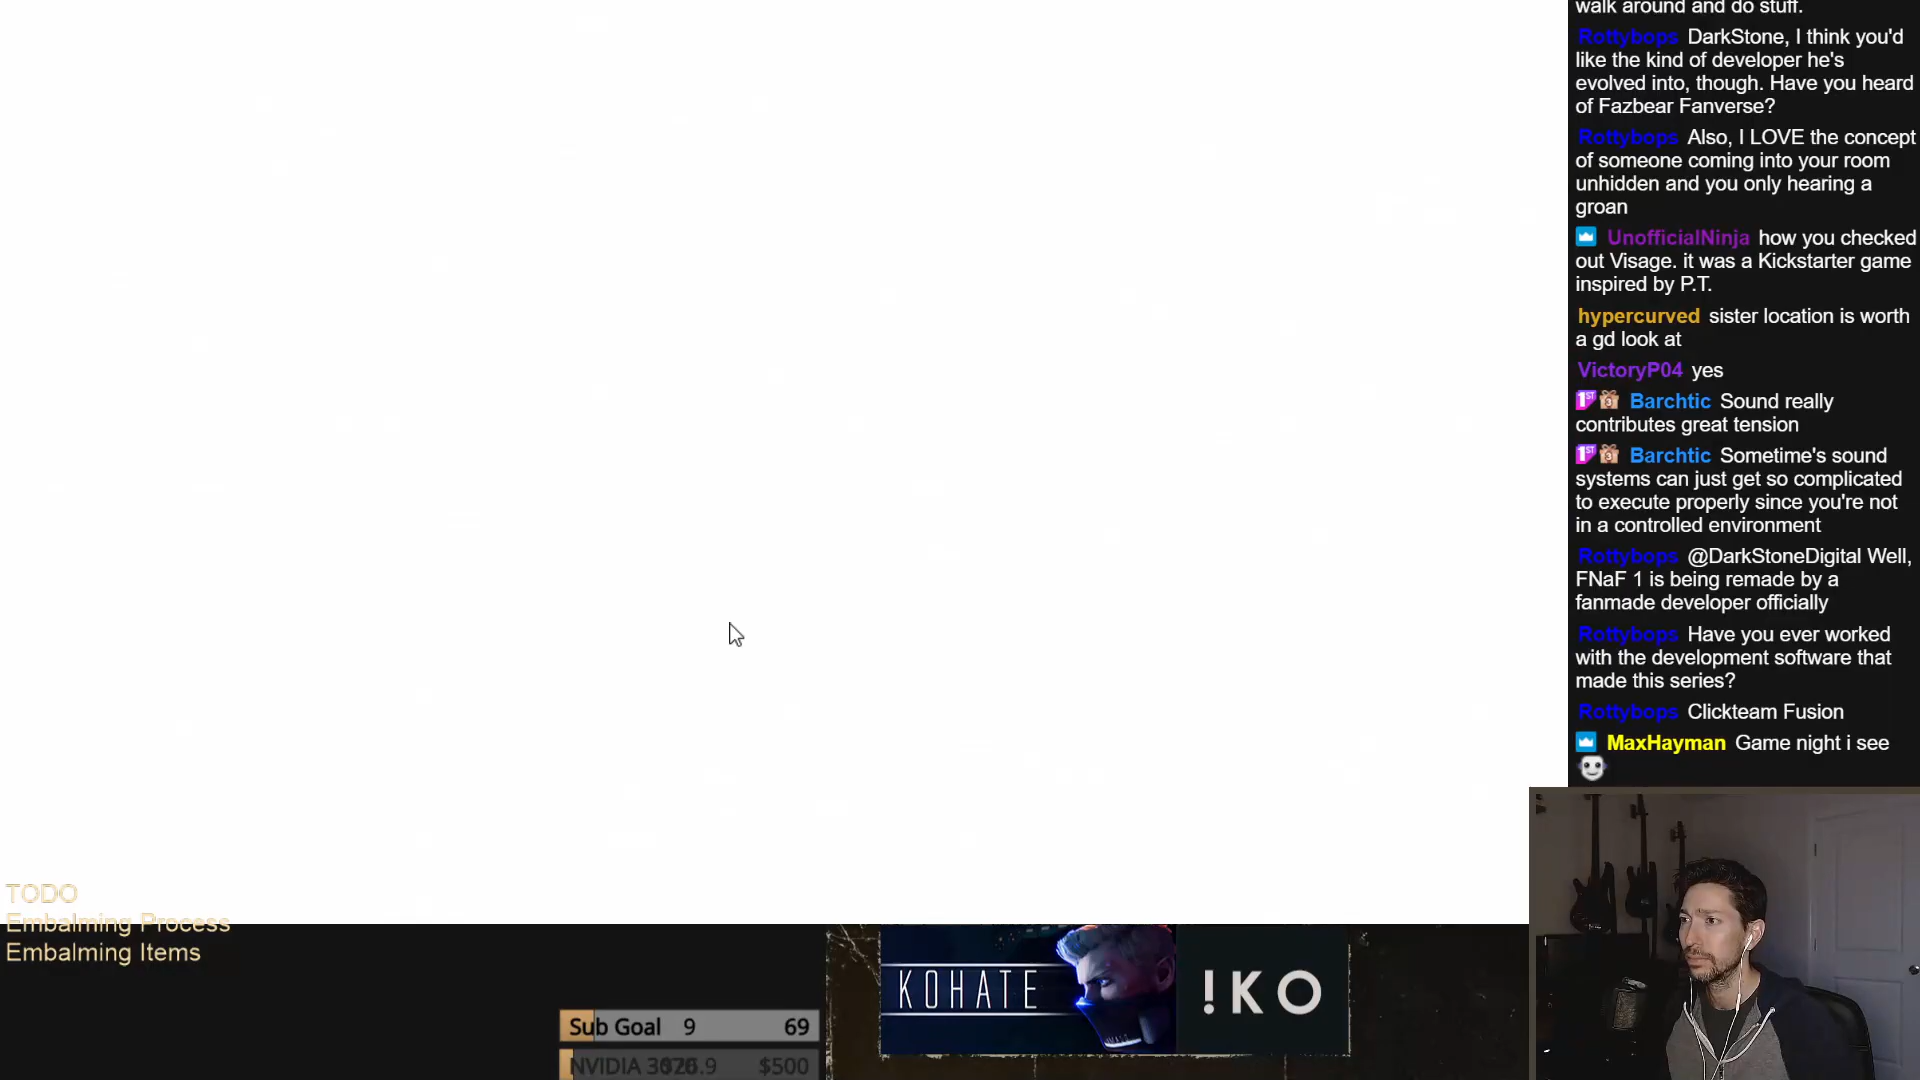 walk around and do stuff.
Rottybops DarkStone, I think you'd
like the kind of developer he's
evolved into, though. Have you heard
of Fazbear Fanverse?
Rottybops Also, I LOVE the concept
of someone coming into your room
unhidden and you only hearing a
groan
UnofficialNinja how you checked
out Visage. it was a Kickstarter game
inspired by P.T.
hypercurved sister location is worth
a gd look at
VictoryP04 yes
1ST 3 Barchtic Sound really
contributes great tension
1ST 3 Barchtic Sometime's sound
systems can just get so complicated
to execute properly since you're not
in a controlled environment
Rottybops @DarkStoneDigital Well,
FNaF 1 is being remade by a
fanmade developer officially
Rottybops Have you ever worked
with the development software that
made this series?
Rottybops Clickteam Fusion
MaxHayman Game night i see
TODO
Embalming Process
Embalming Items
KOHATE !KO
Sub Goal 9 69
NVIDIA $500